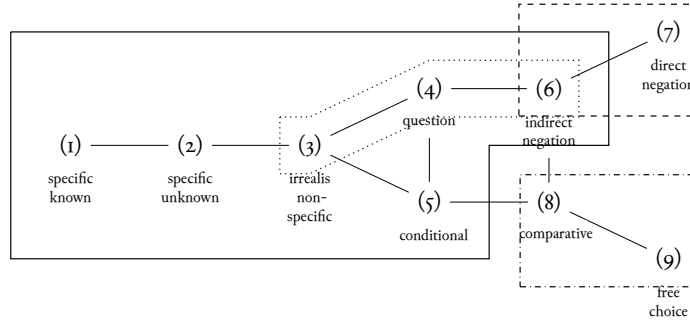 (7)
direct
negation
(4)
question
(6)
indirect
negation
(1)
specific
known
(2)
specific
unknown
(3)
irrealis
non-
specific
(5)
conditional
(8)
comparative
(9)
free
choice